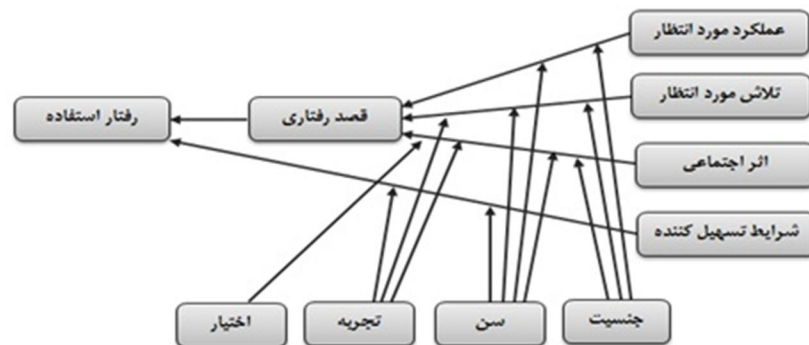 عملکرد مورد انتظار
تلاش مورد انتظار
قصد رفتاری
رفتار استفاده
اثر اجتماعی
شرایط تسهیل کننده
جنسیت
سن
تجربه
اختیار